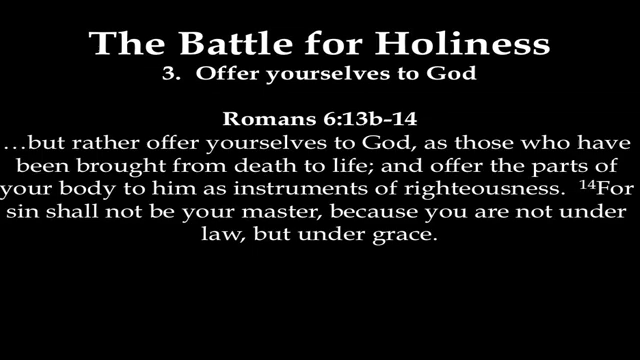 The Battle for Holiness
3. Offer yourselves to God
Romans 6:13b-14
…but rather offer yourselves to God, as those who have
been brought from death to life; and offer the parts of
your body to him as instruments of righteousness. ¹⁴For
sin shall not be your master, because you are not under
law, but under grace.